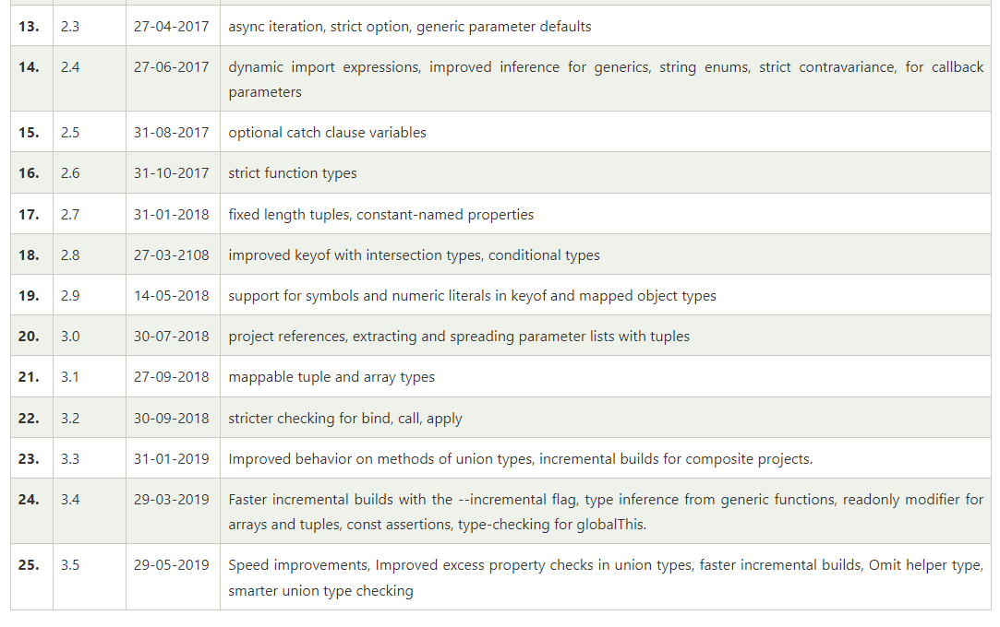 13. 2.3 27-04-2017 async iteration, strict option, generic parameter defaults
14. 2.4 27-06-2017 dynamic import expressions, improved inference for generics, string enums, strict contravariance, for callback
parameters
15. 2.5 31-08-2017 optional catch clause variables
16. 2.6 31-10-2017 strict function types
17. 2.7 31-01-2018 fixed length tuples, constant-named properties
18. 2.8 27-03-2108 improved keyof with intersection types, conditional types
19. 2.9 14-05-2018 support for symbols and numeric literals in keyof and mapped object types
20. 3.0 30-07-2018 project references, extracting and spreading parameter lists with tuples
21. 3.1 27-09-2018 mappable tuple and array types
22. 3.2 30-09-2018 stricter checking for bind, call, apply
23. 3.3 31-01-2019 Improved behavior on methods of union types, incremental builds for composite projects.
24. 3.4 29-03-2019 Faster incremental builds with the --incremental flag, type inference from generic functions, readonly modifier for
arrays and tuples, const assertions, type-checking for globalThis.
25. 3.5 29-05-2019 Speed improvements, Improved excess property checks in union types, faster incremental builds, Omit helper type,
smarter union type checking